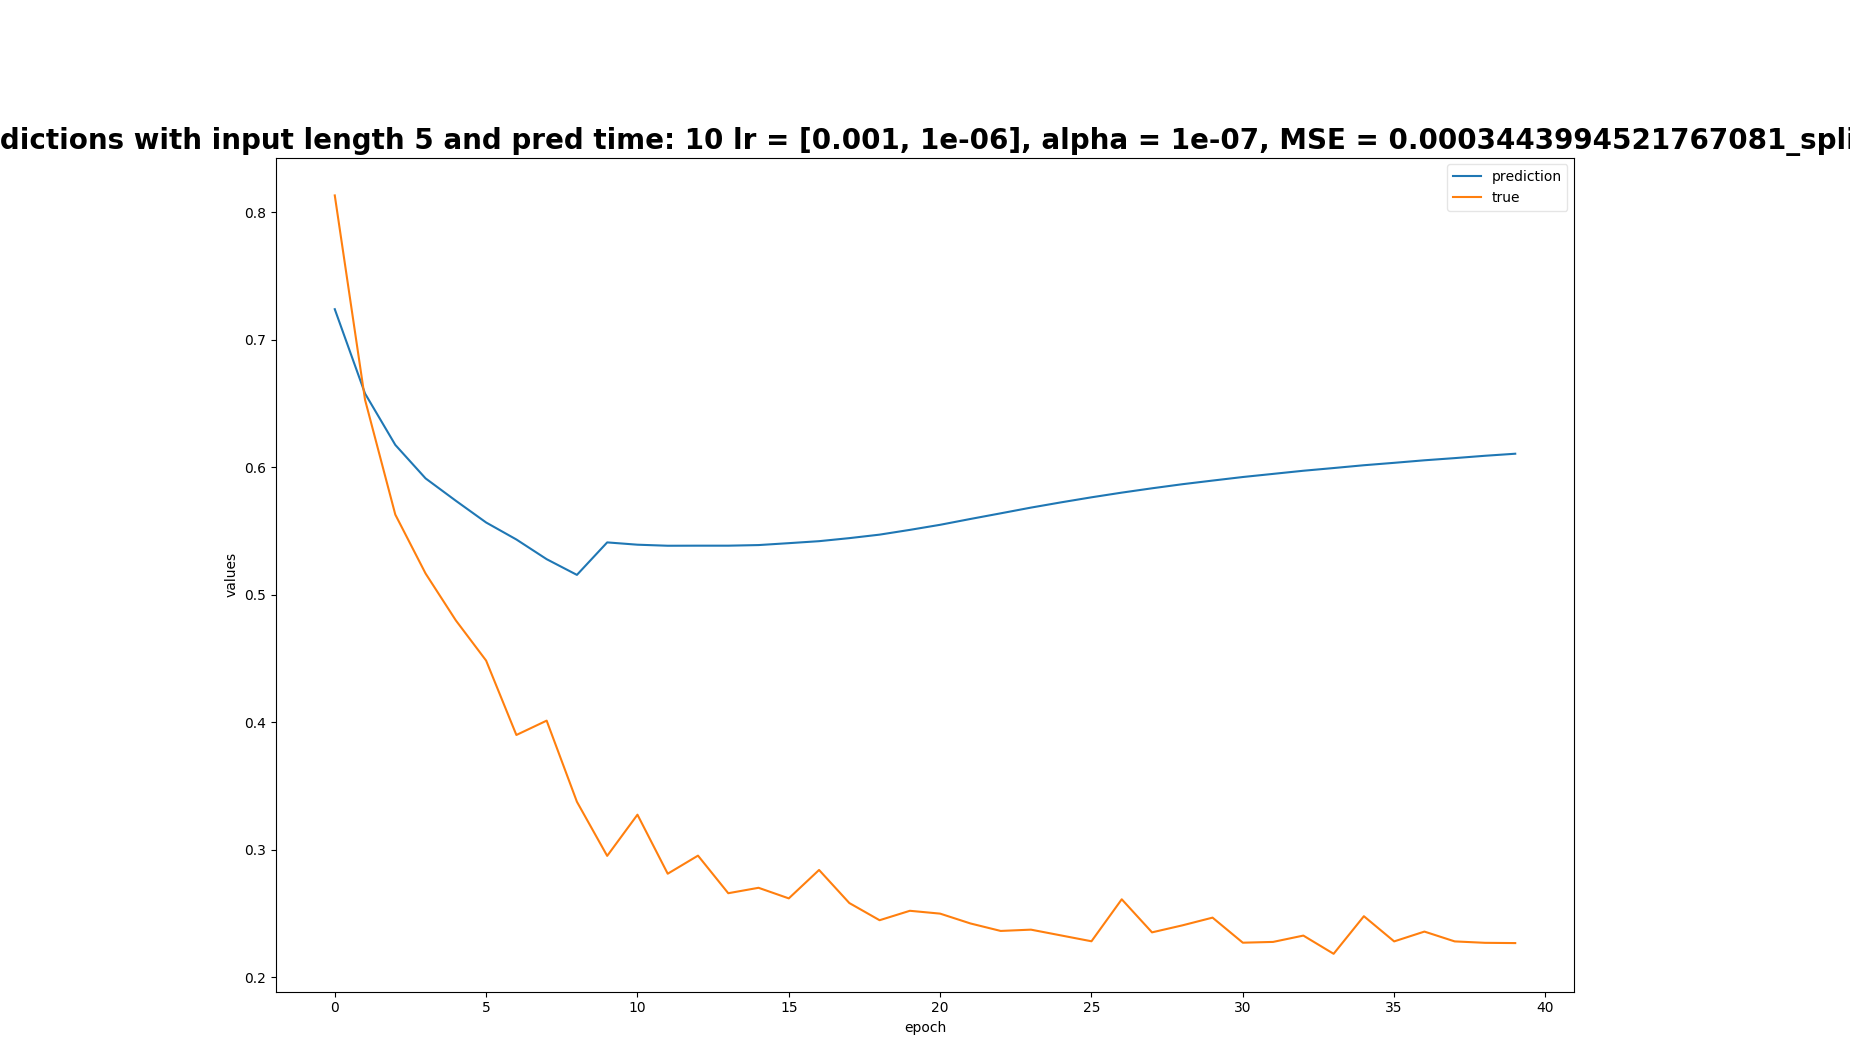 dictions with input length 5 and pred time: 10 lr = [0.001, 1e-06], alpha = 1e-07, MSE = 0.0003443994521767081_spli
prediction
true
0.8
0.7
0.6
0.5
0.4
0.3
0.2
values
0 5 10 15 20 25 30 35 40
epoch